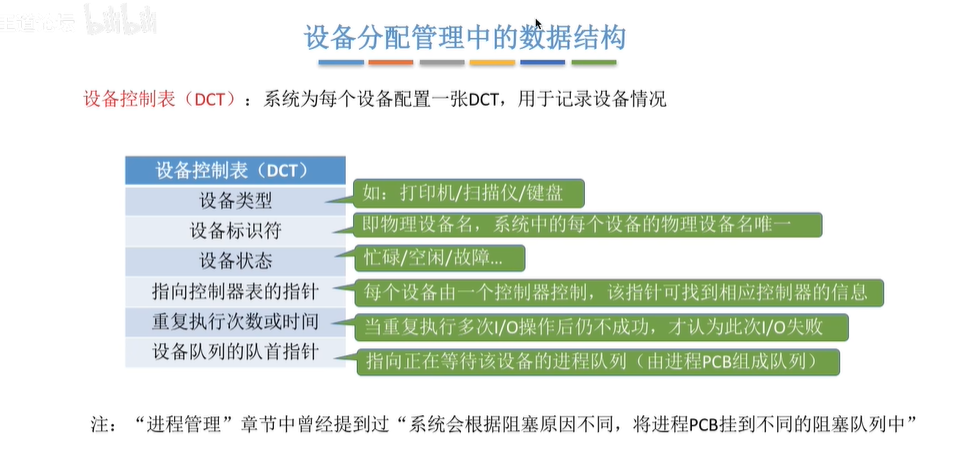 bilibili
设备分配管理中的数据结构
设备控制表（DCT）：系统为每个设备配置一张DCT，用于记录设备情况
设备控制表（DCT）
设备类型
如：打印机/扫描仪/键盘
设备标识符
即物理设备名，系统中的每个设备的物理设备名唯一
设备状态
忙碌/空闲/故障...
指向控制器表的指针
每个设备由一个控制器控制，该指针可找到相应控制器的信息
重复执行次数或时间
当重复执行多次I/O操作后仍不成功，才认为此次I/O失败
设备队列的队首指针
指向正在等待该设备的进程队列（由进程PCB组成队列）
注：“进程管理”章节中曾经提到过“系统会根据阻塞原因不同，将进程PCB挂到不同的阻塞队列中”